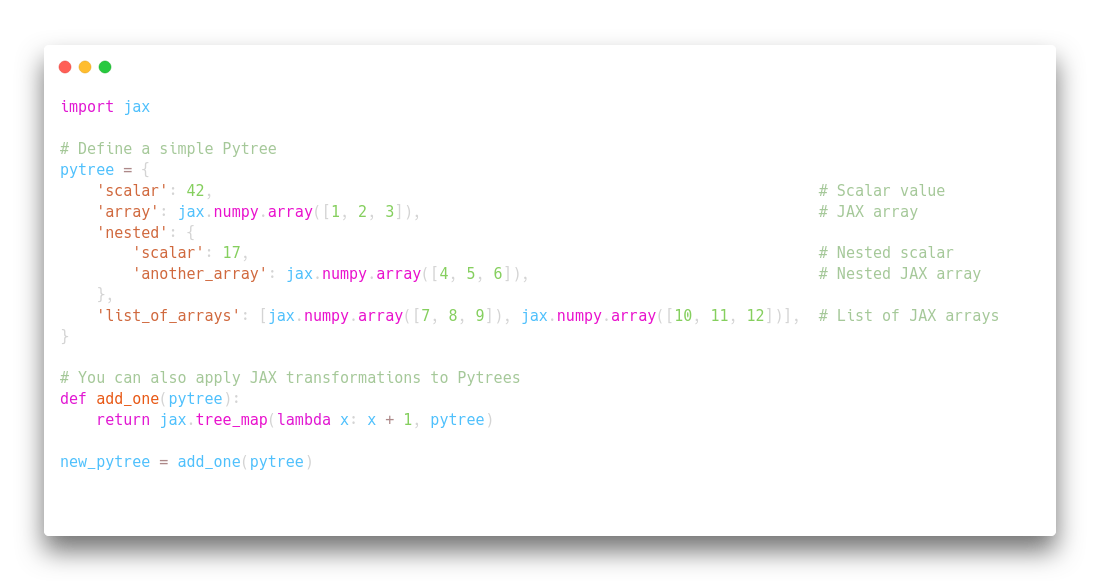 import jax

# Define a simple Pytree
pytree = {
    'scalar': 42,                                                                   # Scalar value
    'array': jax.numpy.array([1, 2, 3]),                                            # JAX array
    'nested': {
        'scalar': 17,                                                               # Nested scalar
        'another_array': jax.numpy.array([4, 5, 6]),                                # Nested JAX array
    },
    'list_of_arrays': [jax.numpy.array([7, 8, 9]), jax.numpy.array([10, 11, 12])],  # List of JAX arrays
}

# You can also apply JAX transformations to Pytrees
def add_one(pytree):
    return jax.tree_map(lambda x: x + 1, pytree)

new_pytree = add_one(pytree)